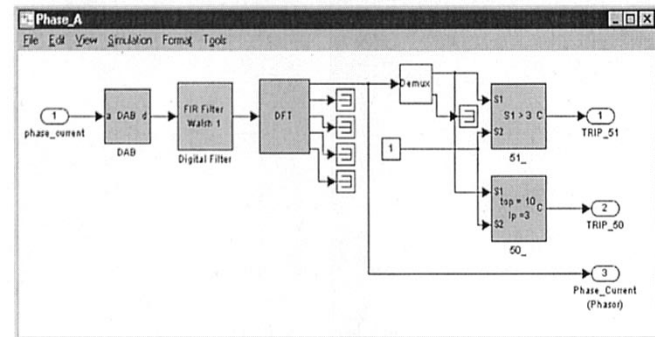 Phase_A
File Edit View Simulation Format Tools
1
phase_current
a DAB d
DAB
FIR Filter
Walsh 1
Digital Filter
DFT
Demux
1
S1
S2
S1 > 3 C
51_
1
TRIP_51
S1
S2
top = 10
Ip =3
C
50_
2
TRIP_50
3
Phase_Current
(Phasor)